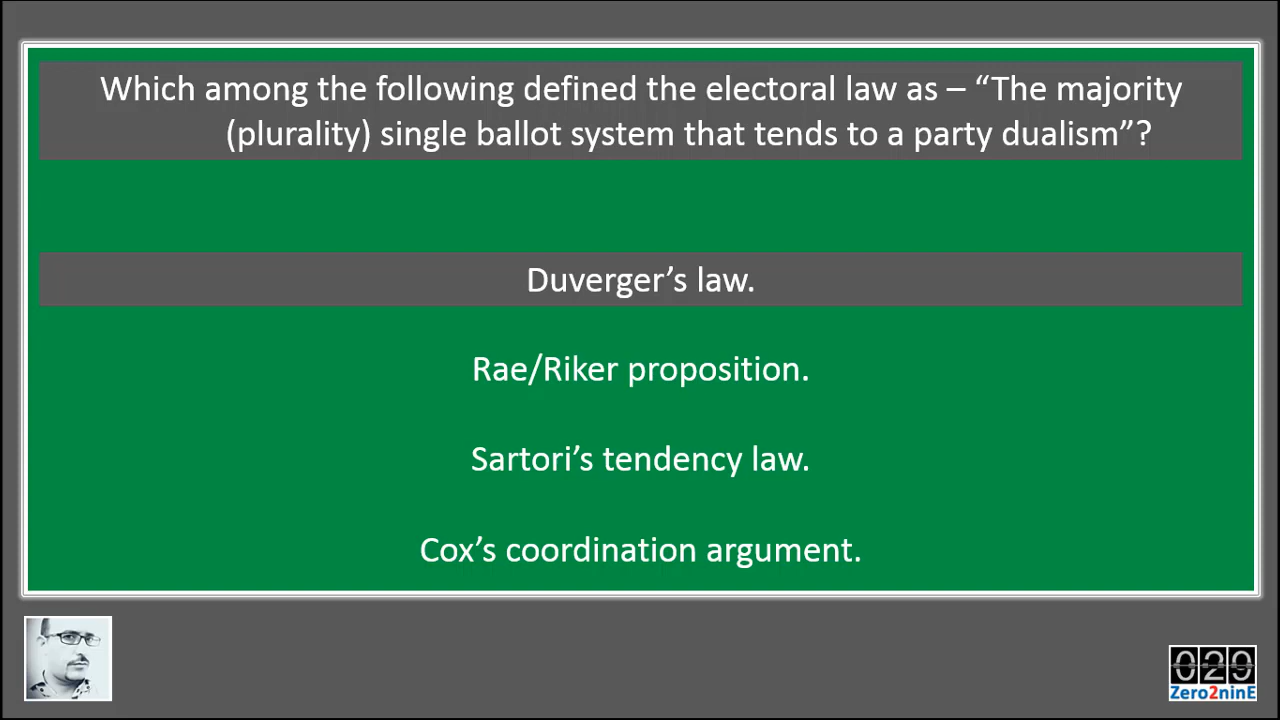 Which among the following defined the electoral law as – “The majority
(plurality) single ballot system that tends to a party dualism”?
Duverger’s law.
Rae/Riker proposition.
Sartori’s tendency law.
Cox’s coordination argument.
029
Zero2ninE